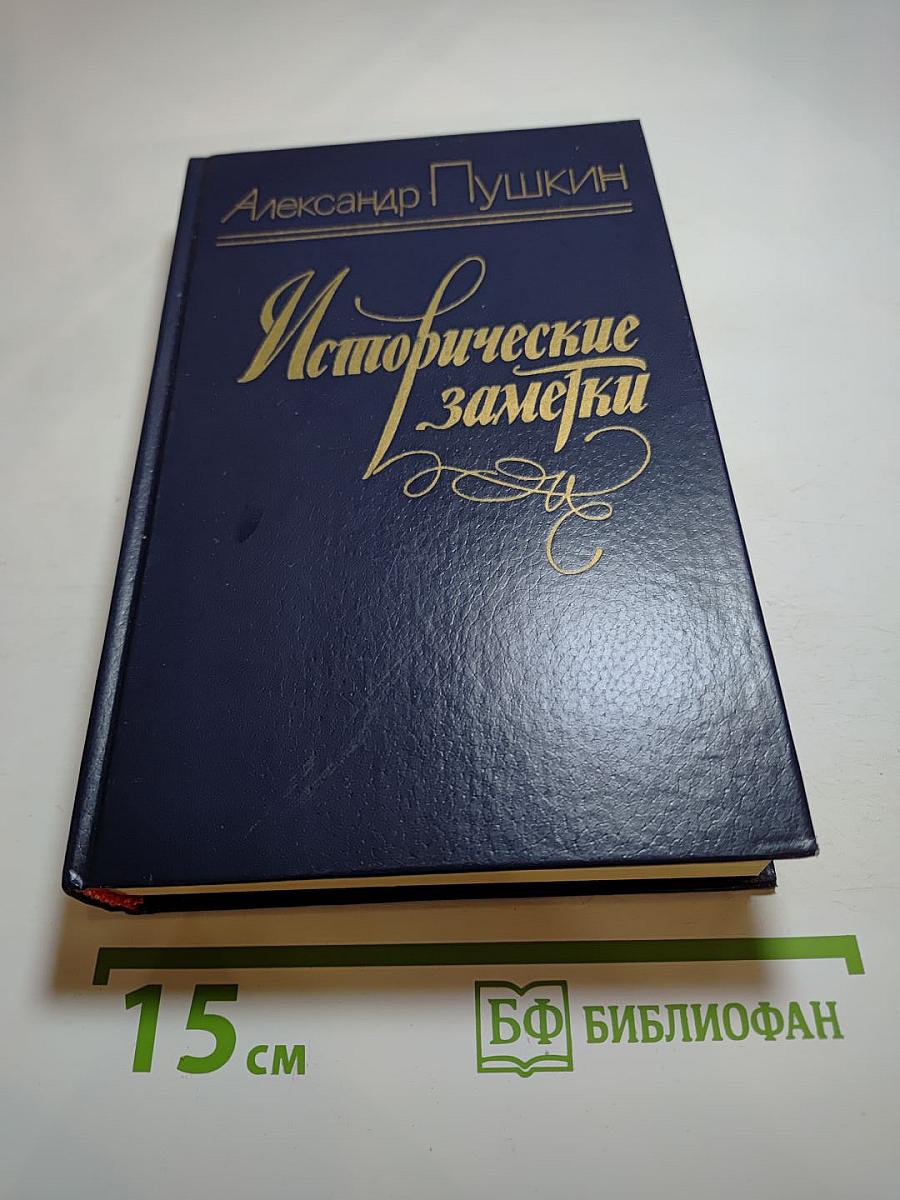 Александр Пушкин
Исторические
заметки
15 см
БФ БИБЛИОФАН